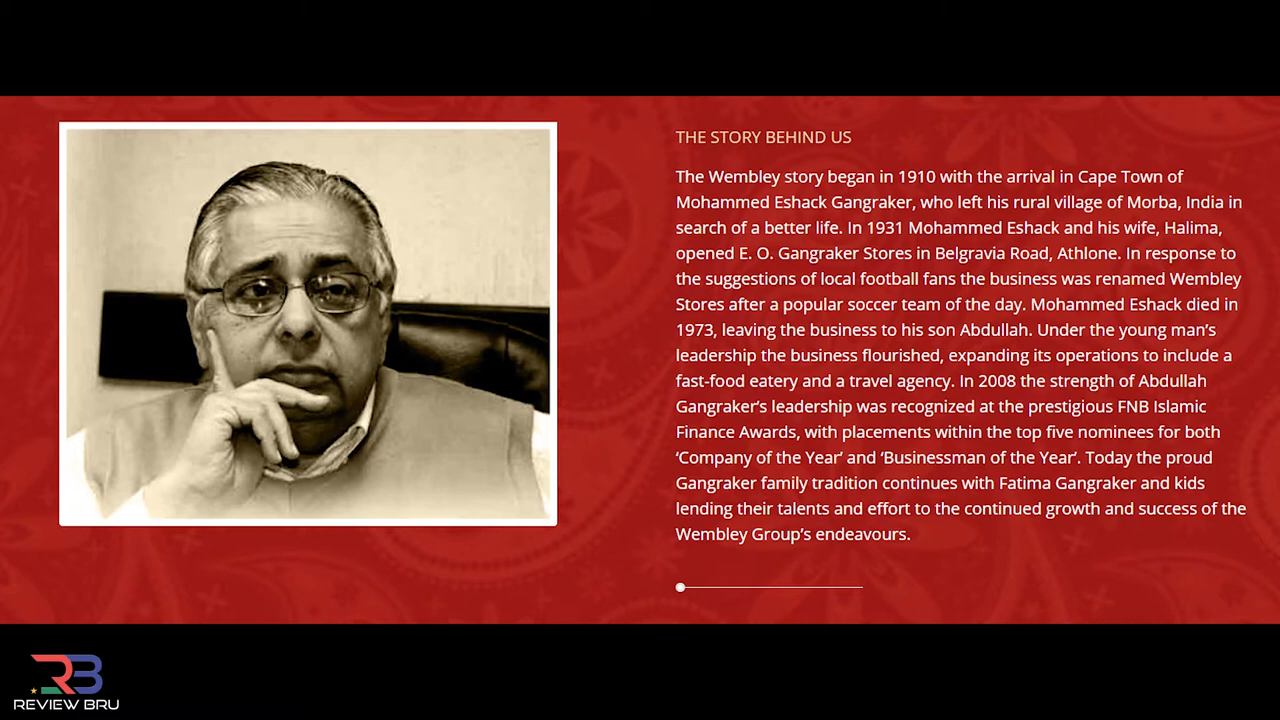 THE STORY BEHIND US
The Wembley story began in 1910 with the arrival in Cape Town of
Mohammed Eshack Gangraker, who left his rural village of Morba, India in
search of a better life. In 1931 Mohammed Eshack and his wife, Halima,
opened E. O. Gangraker Stores in Belgravia Road, Athlone. In response to
the suggestions of local football fans the business was renamed Wembley
Stores after a popular soccer team of the day. Mohammed Eshack died in
1973, leaving the business to his son Abdullah. Under the young man’s
leadership the business flourished, expanding its operations to include a
fast-food eatery and a travel agency. In 2008 the strength of Abdullah
Gangraker’s leadership was recognized at the prestigious FNB Islamic
Finance Awards, with placements within the top five nominees for both
‘Company of the Year’ and ‘Businessman of the Year’. Today the proud
Gangraker family tradition continues with Fatima Gangraker and kids
lending their talents and effort to the continued growth and success of the
Wembley Group’s endeavours.
RB
REVIEW BRU